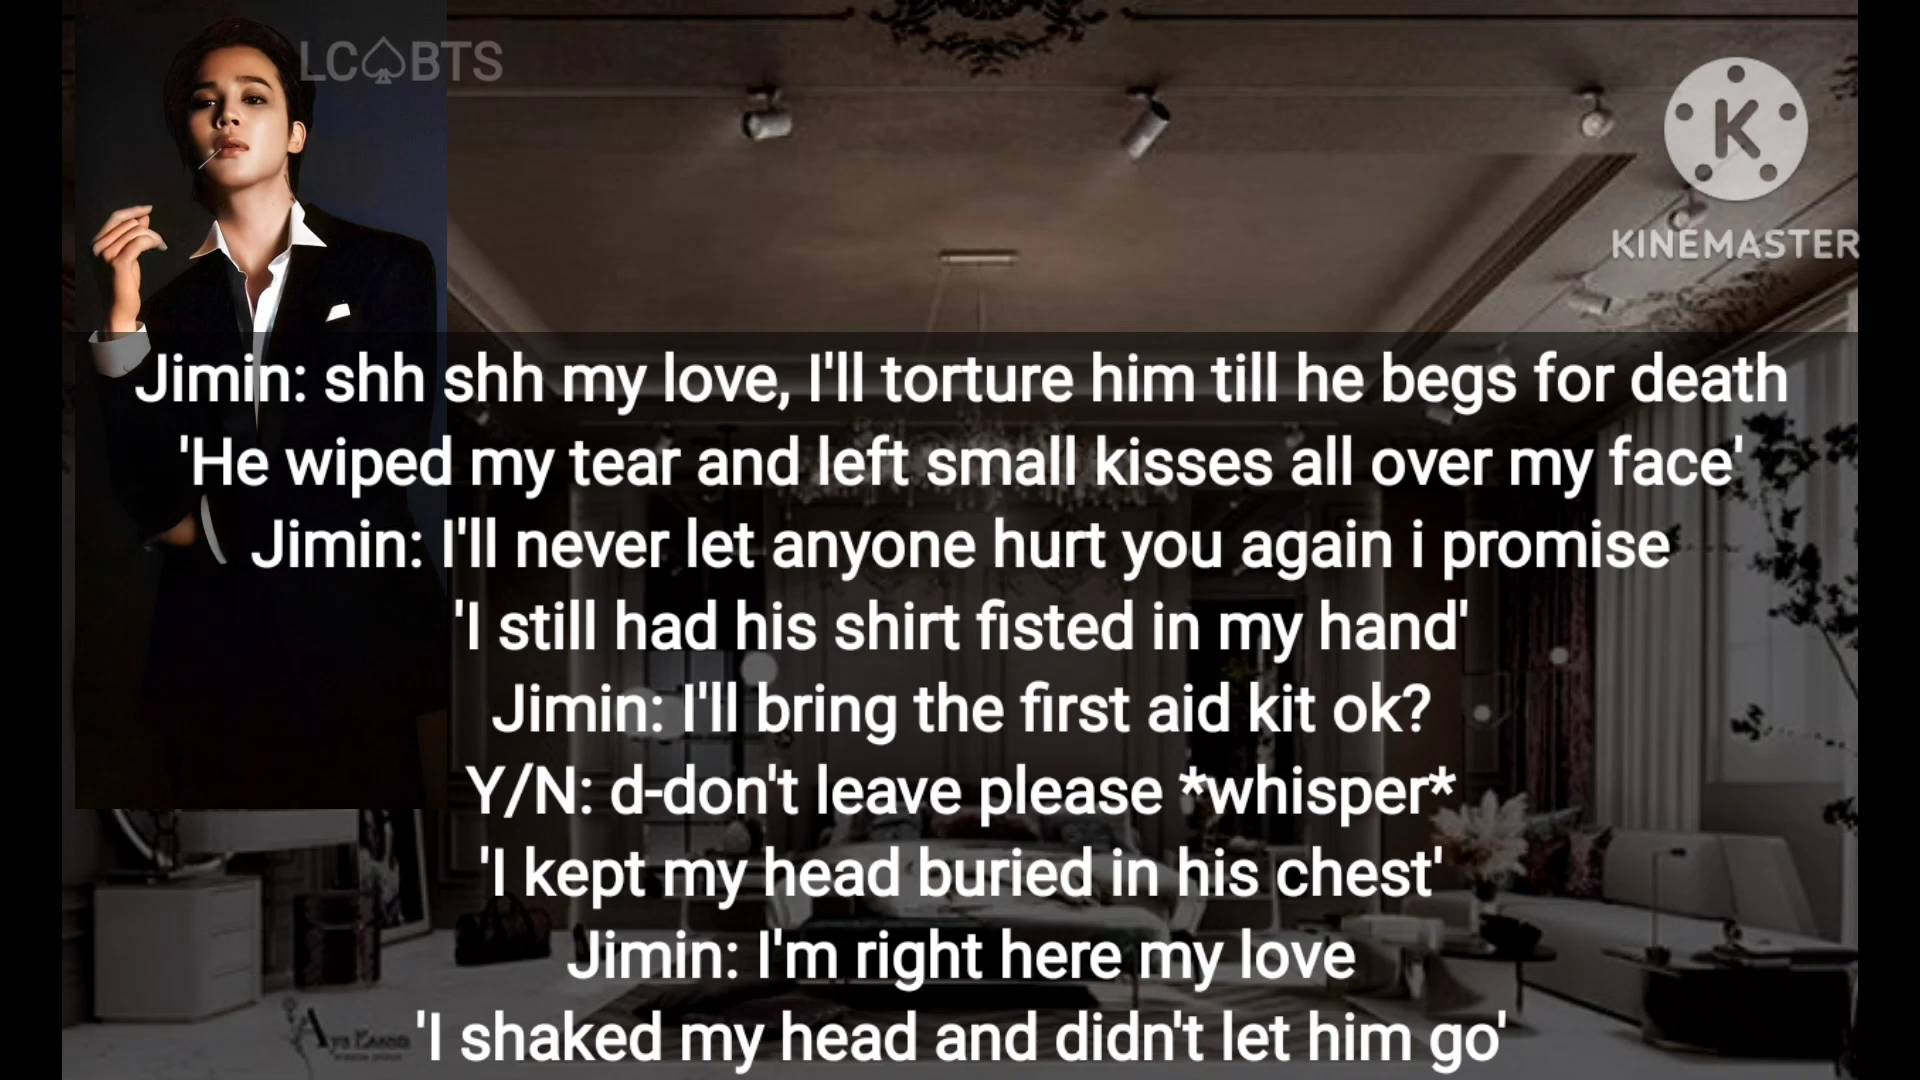 LC♤BTS
K
KINEMASTER
Jimin: shh shh my love, I'll torture him till he begs for death
'He wiped my tear and left small kisses all over my face'
Jimin: I'll never let anyone hurt you again i promise
'I still had his shirt fisted in my hand'
Jimin: I'll bring the first aid kit ok?
Y/N: d-don't leave please *whisper*
'I kept my head buried in his chest'
Jimin: I'm right here my love
'I shaked my head and didn't let him go'